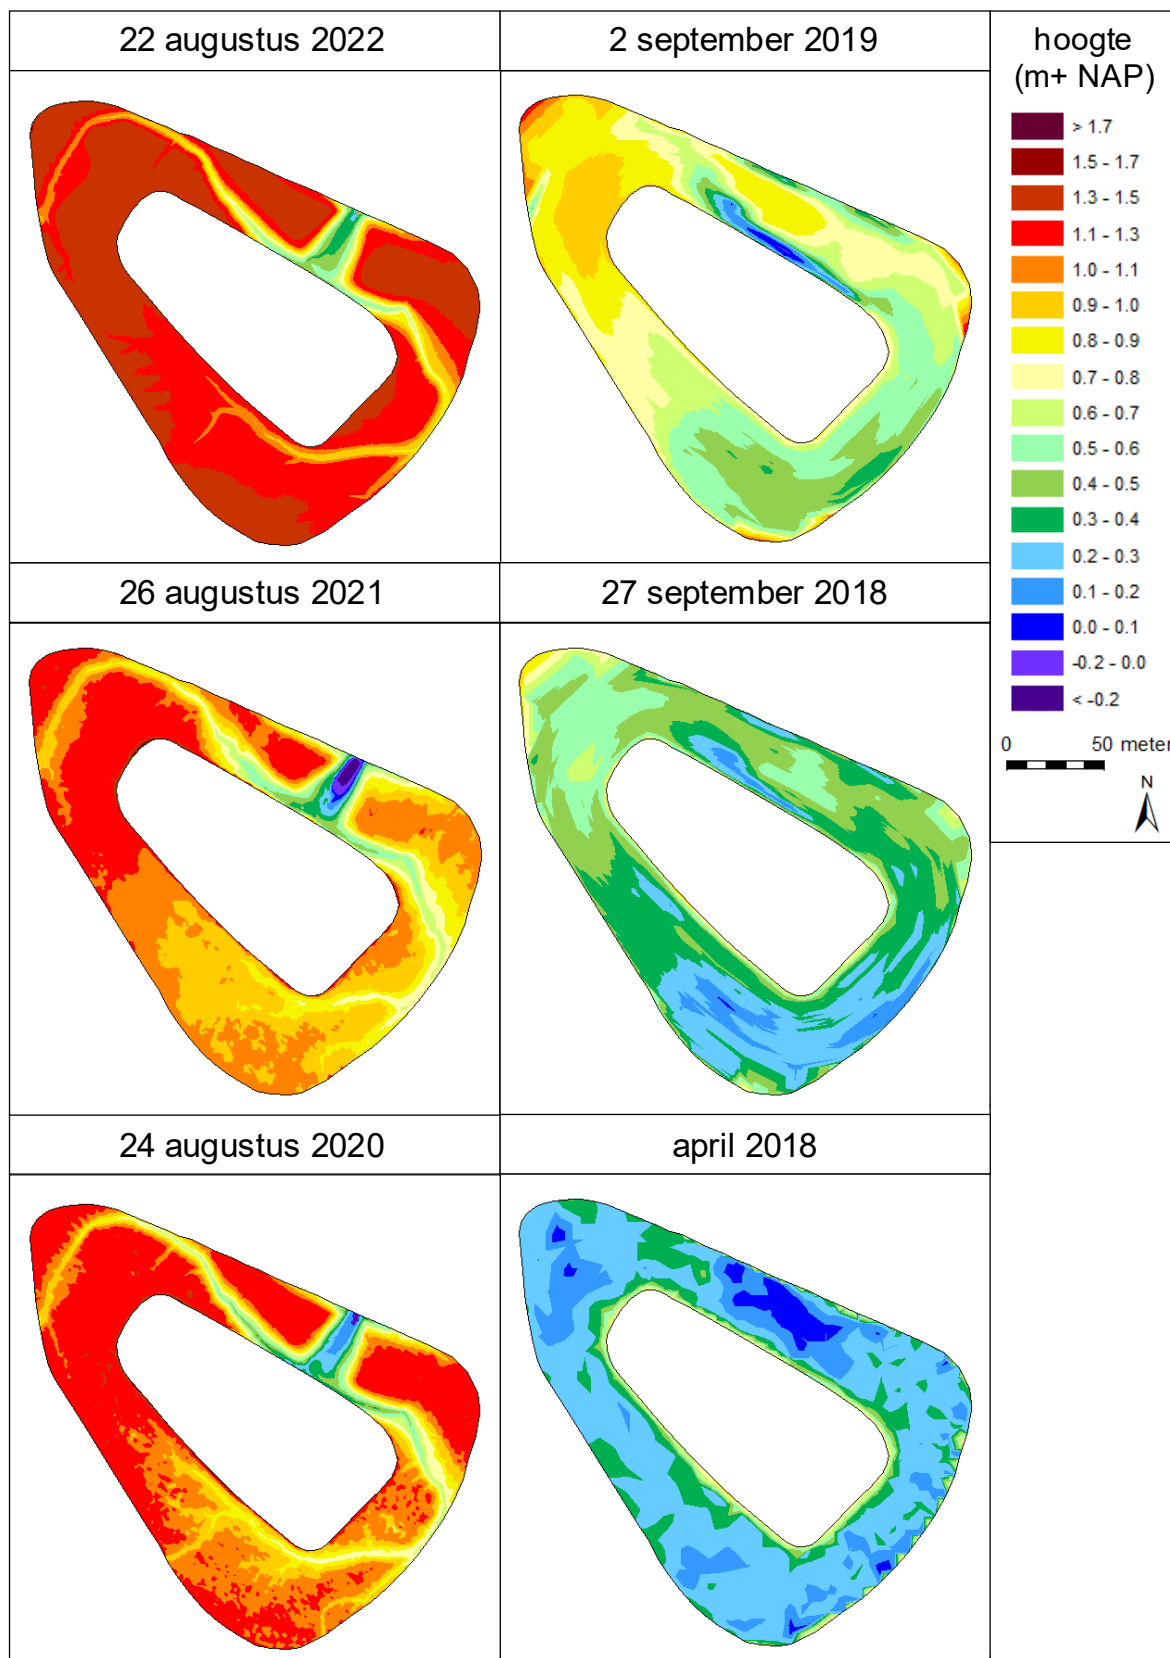 22 augustus 2022
2 september 2019
hoogte
(m+ NAP)
> 1.7
1.5 - 1.7
1.3 - 1.5
1.1 - 1.3
1.0 - 1.1
0.9 - 1.0
0.8 - 0.9
0.7 - 0.8
0.6 - 0.7
0.5 - 0.6
0.4 - 0.5
0.3 - 0.4
0.2 - 0.3
0.1 - 0.2
0.0 - 0.1
-0.2 - 0.0
< -0.2
0 50 meter
N
26 augustus 2021
27 september 2018
24 augustus 2020
april 2018